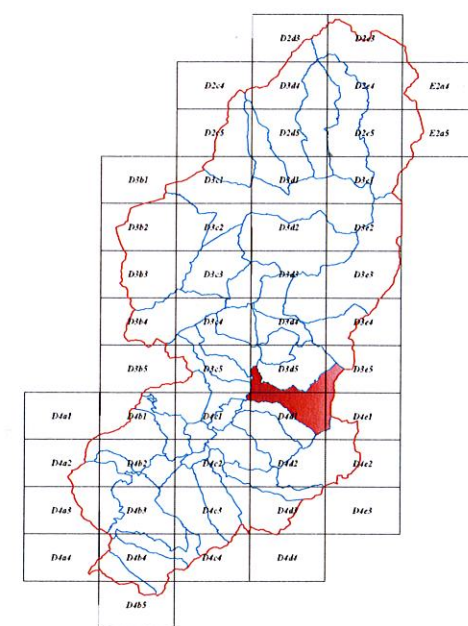 D2d3 D2e3
D2c4 D3d4 D2e4 E2a4
D2c5 D2d5 D2e5 E2a5
D3b1 D3c1 D3d1 D3e1
D3b2 D3c2 D3d2 D3e2
D3b3 D3c3 D3d3 D3e3
D3b4 D3c4 D3d4 D3e4
D3b5 D3c5 D3d5 D3e5
D4a1 D4b1 D4c1 D4d1 D4e1
D4a2 D4b2 D4c2 D4d2 D4e2
D4a3 D4b3 D4c3 D4d3 D4e3
D4a4 D4b4 D4c4 D4d4
D4b5